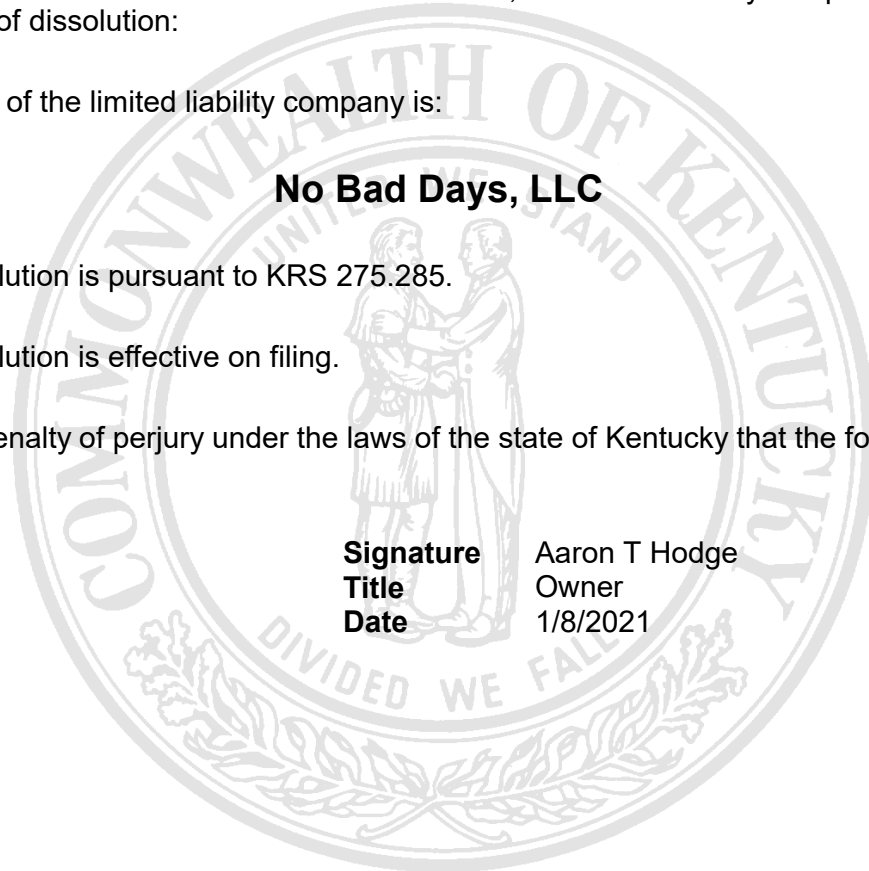 of dissolution:
of the limited liability company is:
No Bad Days, LLC
lution is pursuant to KRS 275.285.
lution is effective on filing.
enalty of perjury under the laws of the state of Kentucky that the fo
Signature Aaron T Hodge
Title Owner
Date 1/8/2021
COMMONWEALTH OF KENTUCKY
UNITED WE STAND
DIVIDED WE FALL